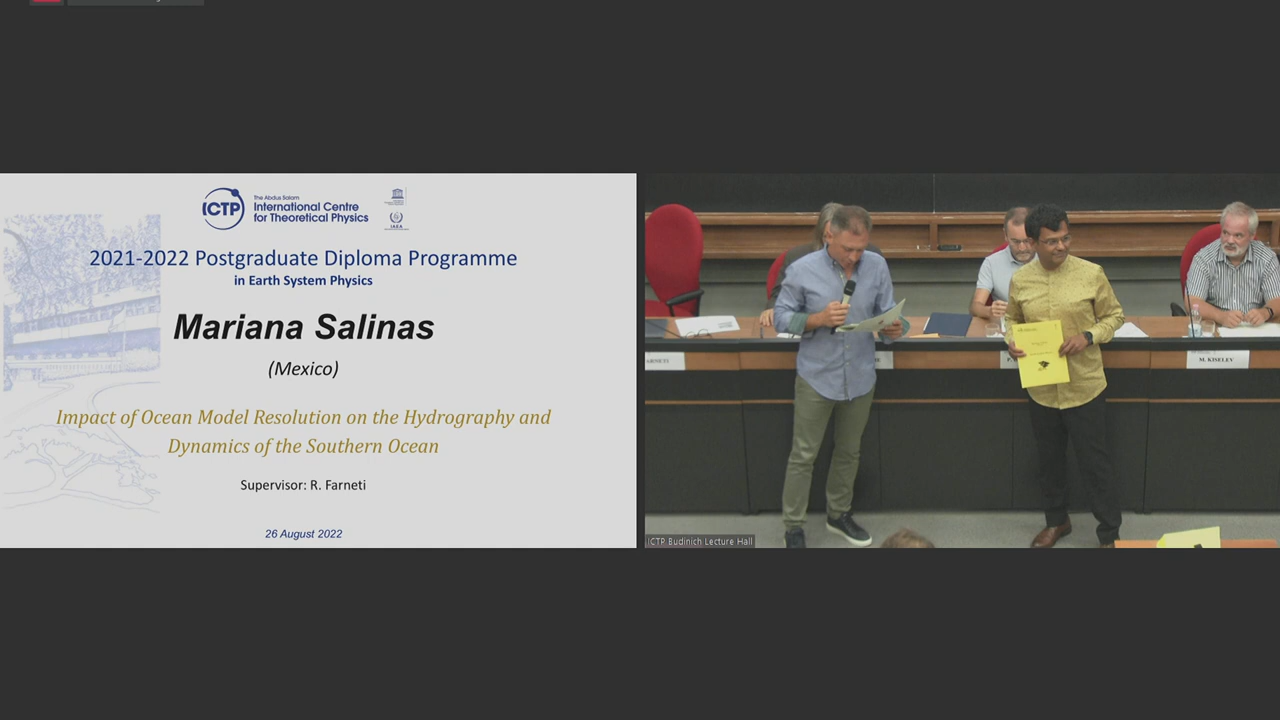 ICTP
The Abdus Salam
International Centre
for Theoretical Physics
IAEA
2021-2022 Postgraduate Diploma Programme
in Earth System Physics
Mariana Salinas
(Mexico)
Impact of Ocean Model Resolution on the Hydrography and
Dynamics of the Southern Ocean
Supervisor: R. Farneti
26 August 2022
M. KISELEV
ICTP Budinich Lecture Hall